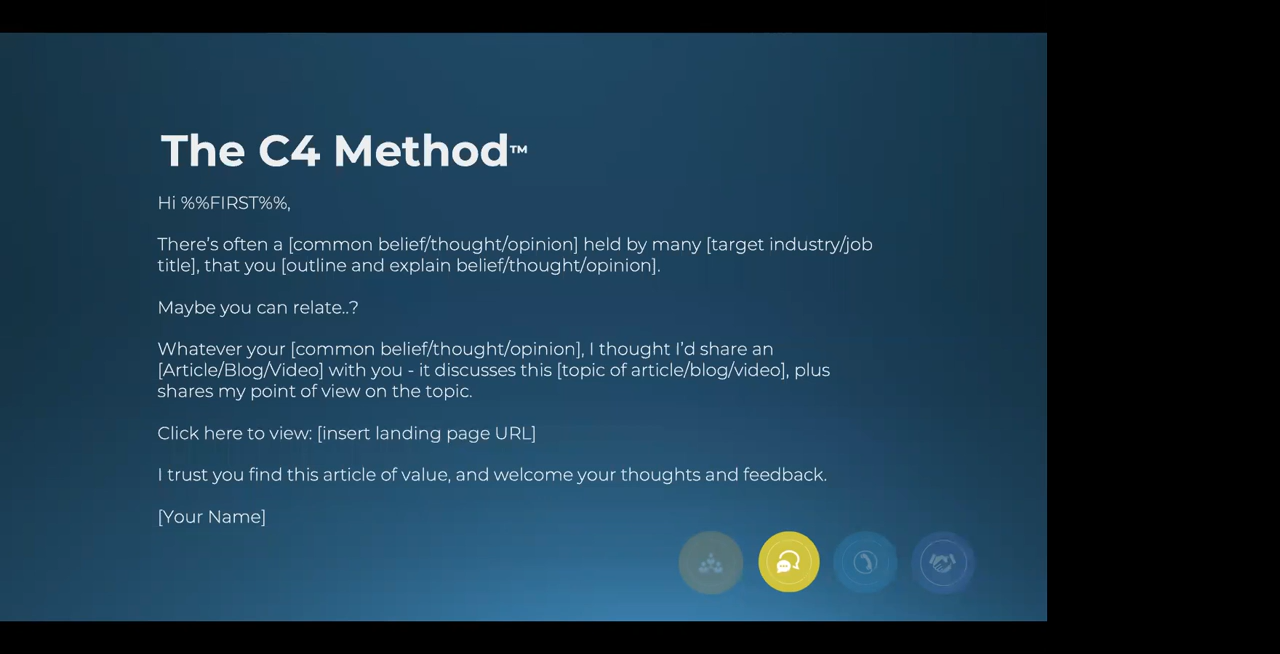 The C4 Method™
Hi %%FIRST%%,
There’s often a [common belief/thought/opinion] held by many [target industry/job
title], that you [outline and explain belief/thought/opinion].
Maybe you can relate..?
Whatever your [common belief/thought/opinion], I thought I’d share an
[Article/Blog/Video] with you - it discusses this [topic of article/blog/video], plus
shares my point of view on the topic.
Click here to view: [insert landing page URL]
I trust you find this article of value, and welcome your thoughts and feedback.
[Your Name]